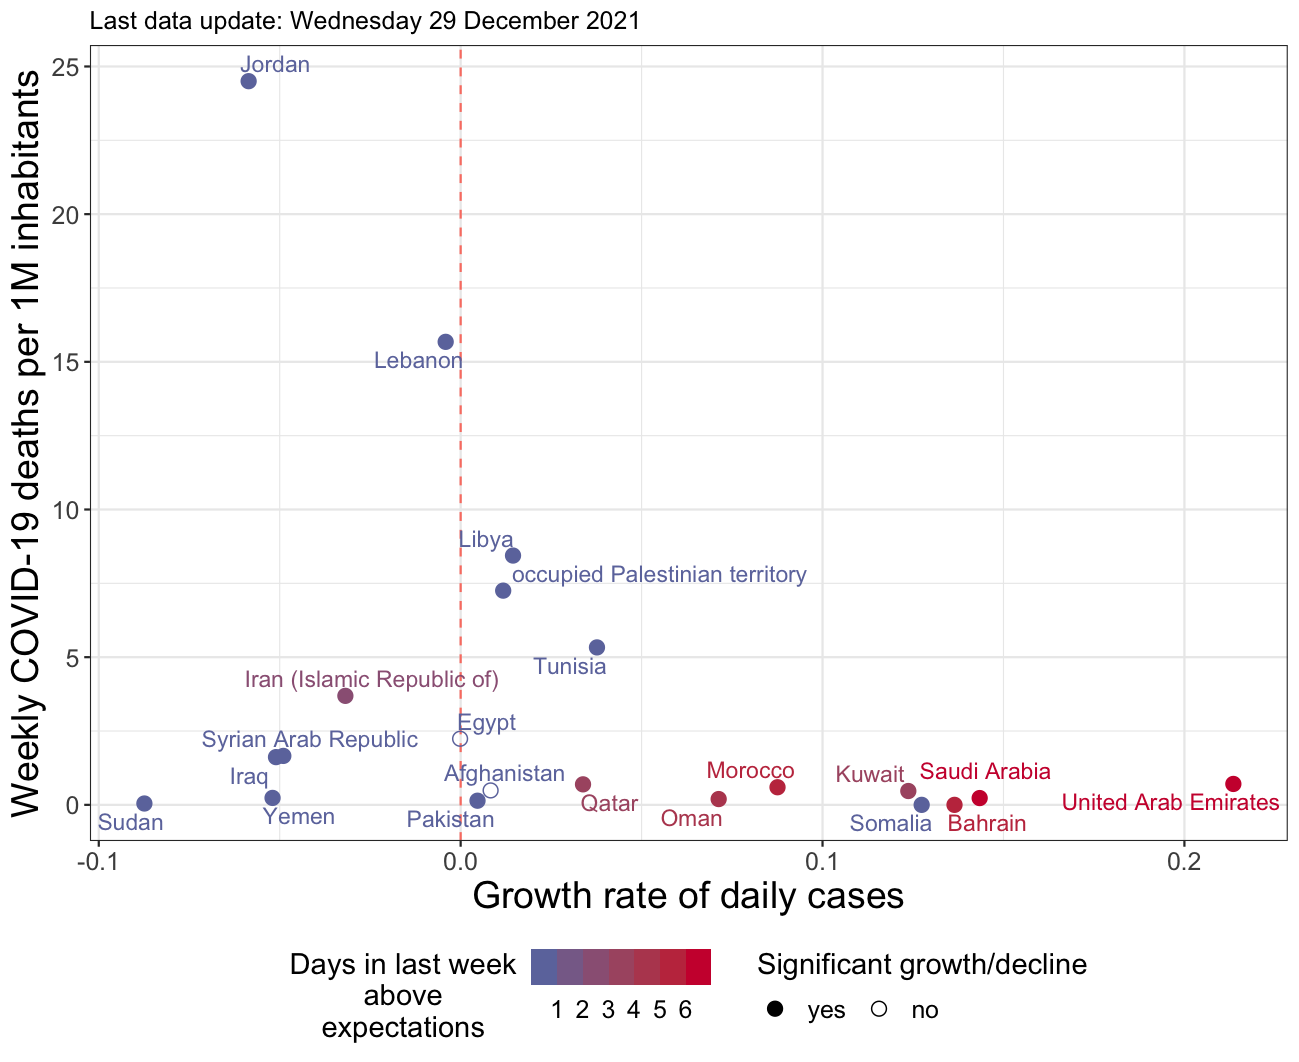 Last data update: Wednesday 29 December 2021
Weekly COVID-19 deaths per 1M inhabitants
25
20
15
10
5
0
Jordan
Lebanon
Libya
occupied Palestinian territory
Tunisia
Iran (Islamic Republic of)
Egypt
Syrian Arab Republic
Iraq
Afghanistan
Morocco
Kuwait
Saudi Arabia
Qatar
United Arab Emirates
Sudan
Yemen
Pakistan
Oman
Somalia
Bahrain
-0.1
0.0
0.1
0.2
Growth rate of daily cases
Days in last week
above
expectations
1 2 3 4 5 6
Significant growth/decline
yes
no